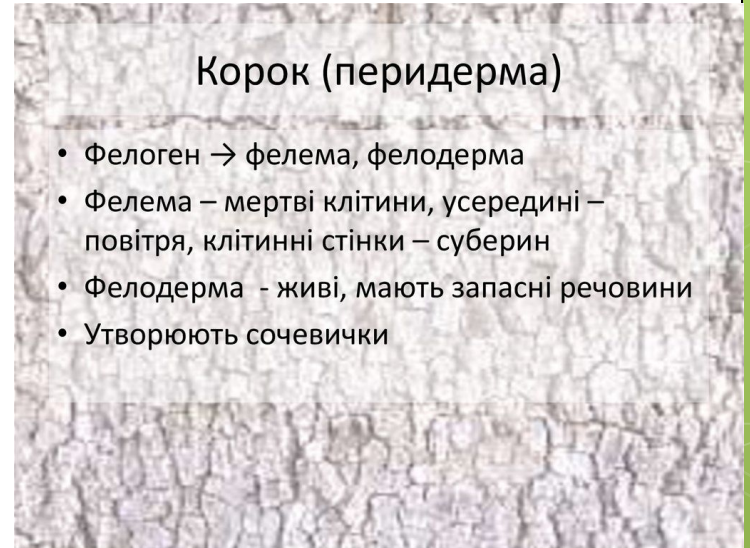 Корок (перидерма)
• Фелоген → фелема, фелодерма
• Фелема – мертві клітини, усередині –
повітря, клітинні стінки – суберин
• Фелодерма  - живі, мають запасні речовини
• Утворюють сочевички